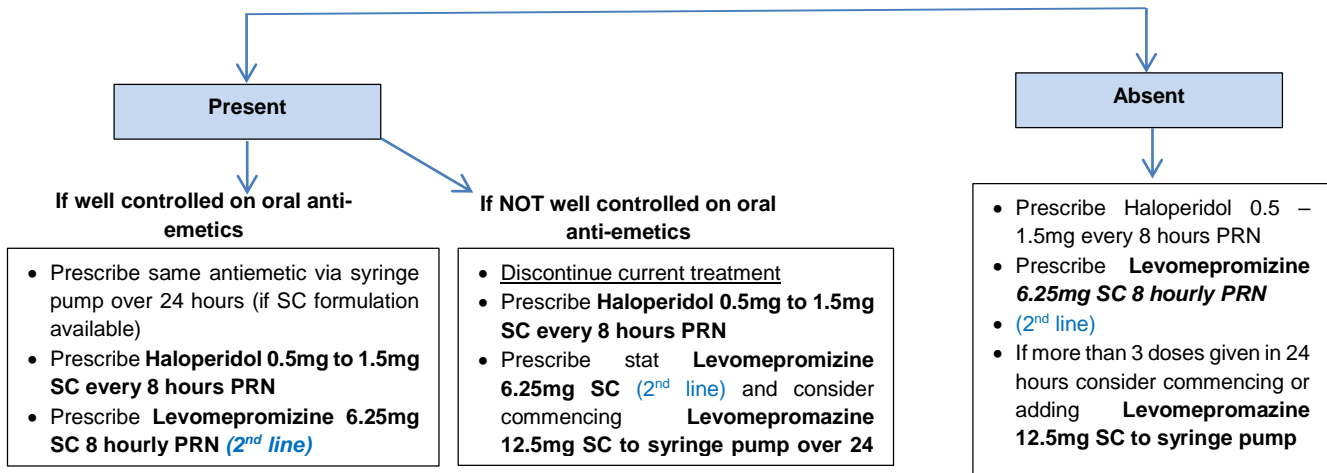 Present
Absent
If well controlled on oral anti-
emetics
• Prescribe same antiemetic via syringe
pump over 24 hours (if SC formulation
available)
• Prescribe Haloperidol 0.5mg to 1.5mg
SC every 8 hours PRN
• Prescribe Levomepromizine 6.25mg
SC 8 hourly PRN (2nd line)
If NOT well controlled on oral
anti-emetics
• Discontinue current treatment
• Prescribe Haloperidol 0.5mg to 1.5mg
SC every 8 hours PRN
• Prescribe stat Levomepromizine
6.25mg SC (2nd line) and consider
commencing Levomepromazine
12.5mg SC to syringe pump over 24
• Prescribe Haloperidol 0.5 –
1.5mg every 8 hours PRN
• Prescribe Levomepromizine
6.25mg SC 8 hourly PRN
• (2nd line)
• If more than 3 doses given in 24
hours consider commencing or
adding Levomepromazine
12.5mg SC to syringe pump